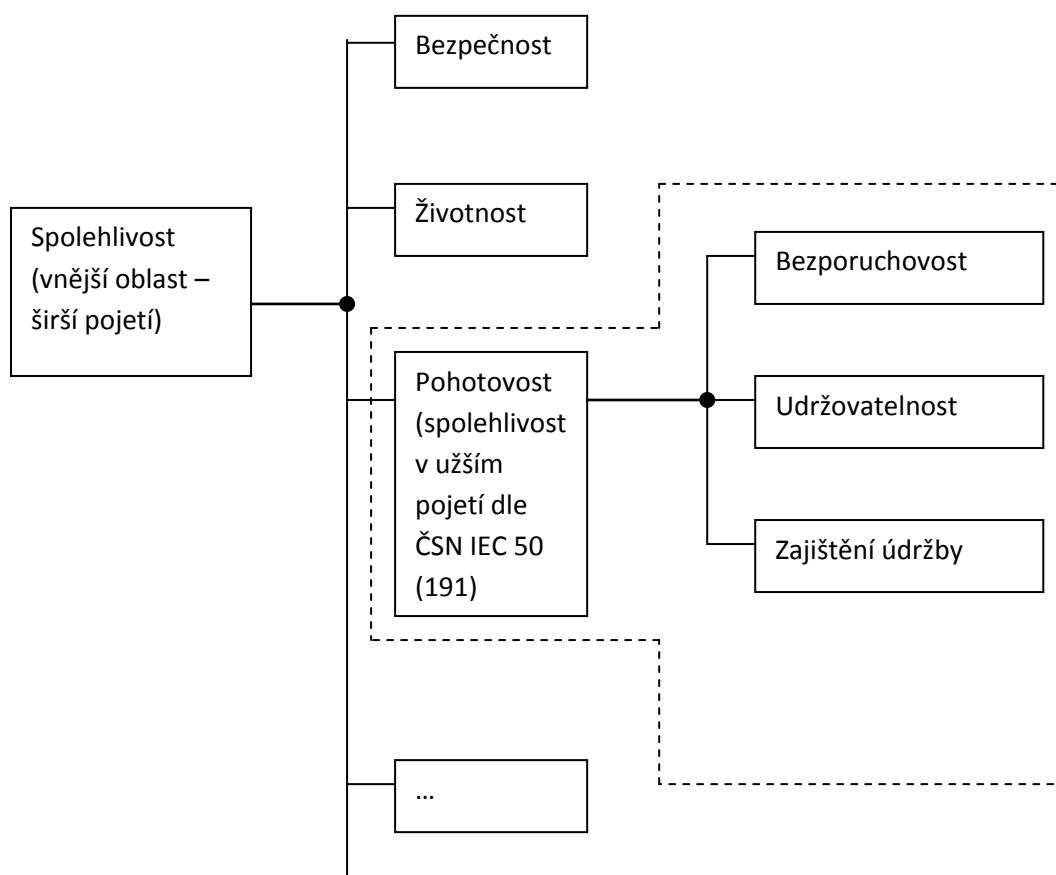 Bezpečnost
Životnost
Spolehlivost
(vnější oblast –
širší pojetí)
Bezporuchovost
Pohotovost
(spolehlivost
v užším
pojetí dle
ČSN IEC 50
(191)
Udržovatelnost
Zajištění údržby
...